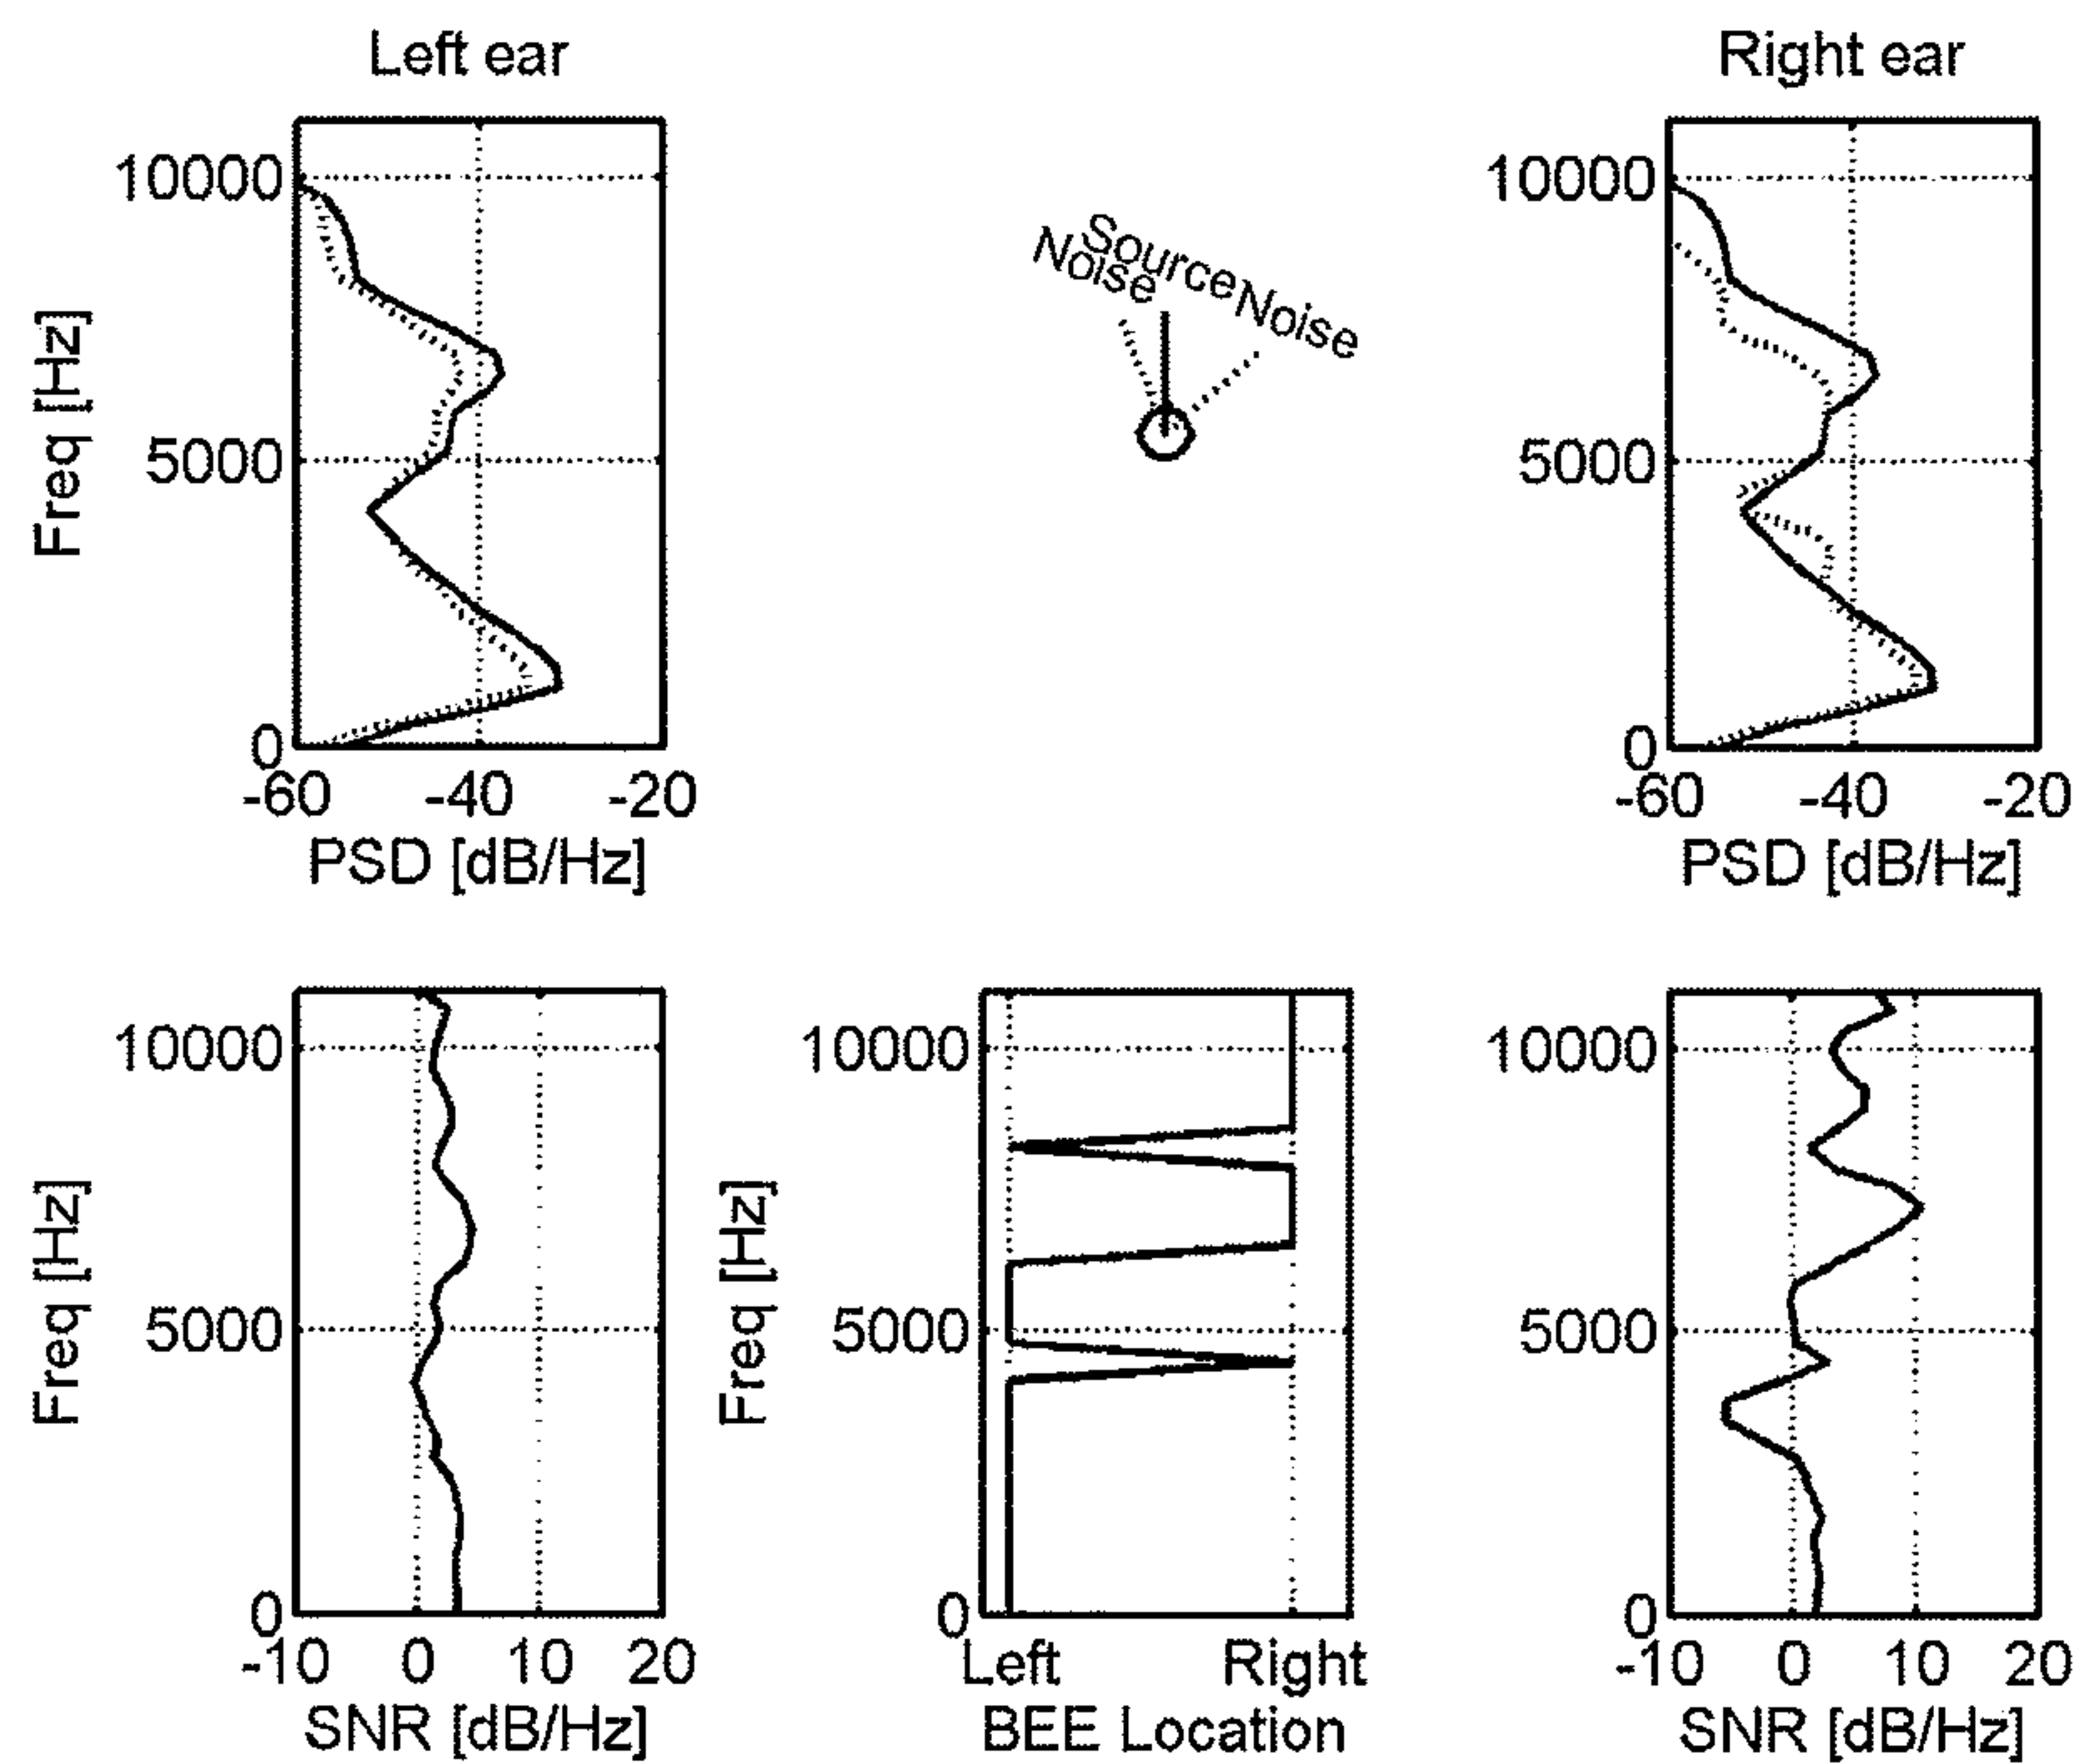 Left ear
Right ear
10000
5000
0
-60 -40 -20
PSD [dB/Hz]
Freq [Hz]
Noise
Source
Noise
10000
5000
0
-60 -40 -20
PSD [dB/Hz]
10000
5000
0
-10 0 10 20
SNR [dB/Hz]
Freq [Hz]
10000
5000
0
Left Right
BEE Location
Freq [Hz]
10000
5000
0
-10 0 10 20
SNR [dB/Hz]